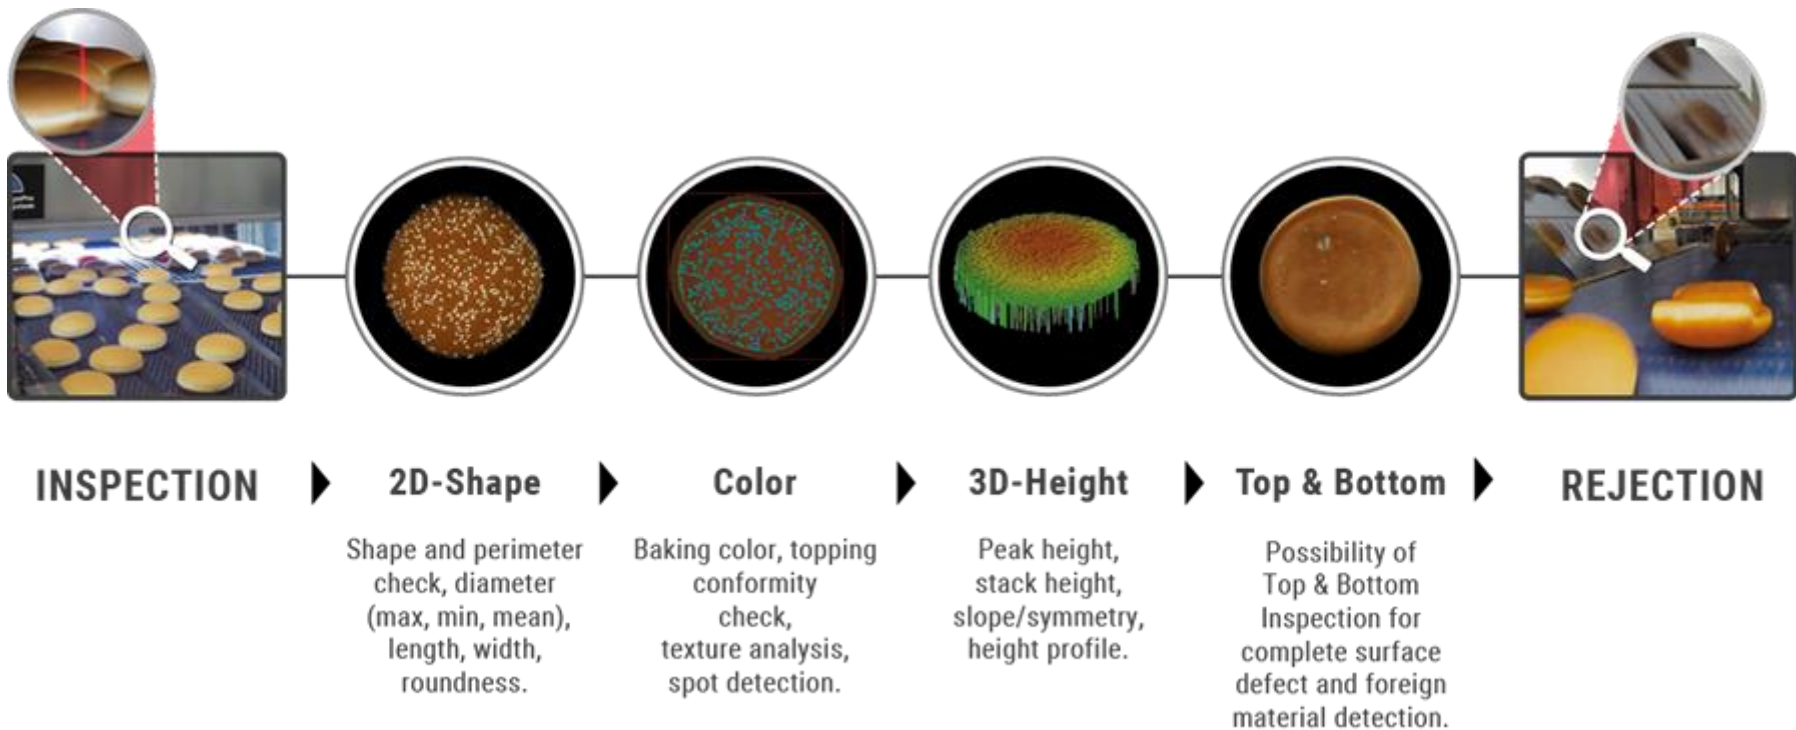 INSPECTION
2D-Shape
Color
3D-Height
Top & Bottom
REJECTION
Shape and perimeter
check, diameter
(max, min, mean),
length, width,
roundness.
Baking color, topping
conformity
check,
texture analysis,
spot detection.
Peak height,
stack height,
slope/symmetry,
height profile.
Possibility of
Top & Bottom
Inspection for
complete surface
defect and foreign
material detection.